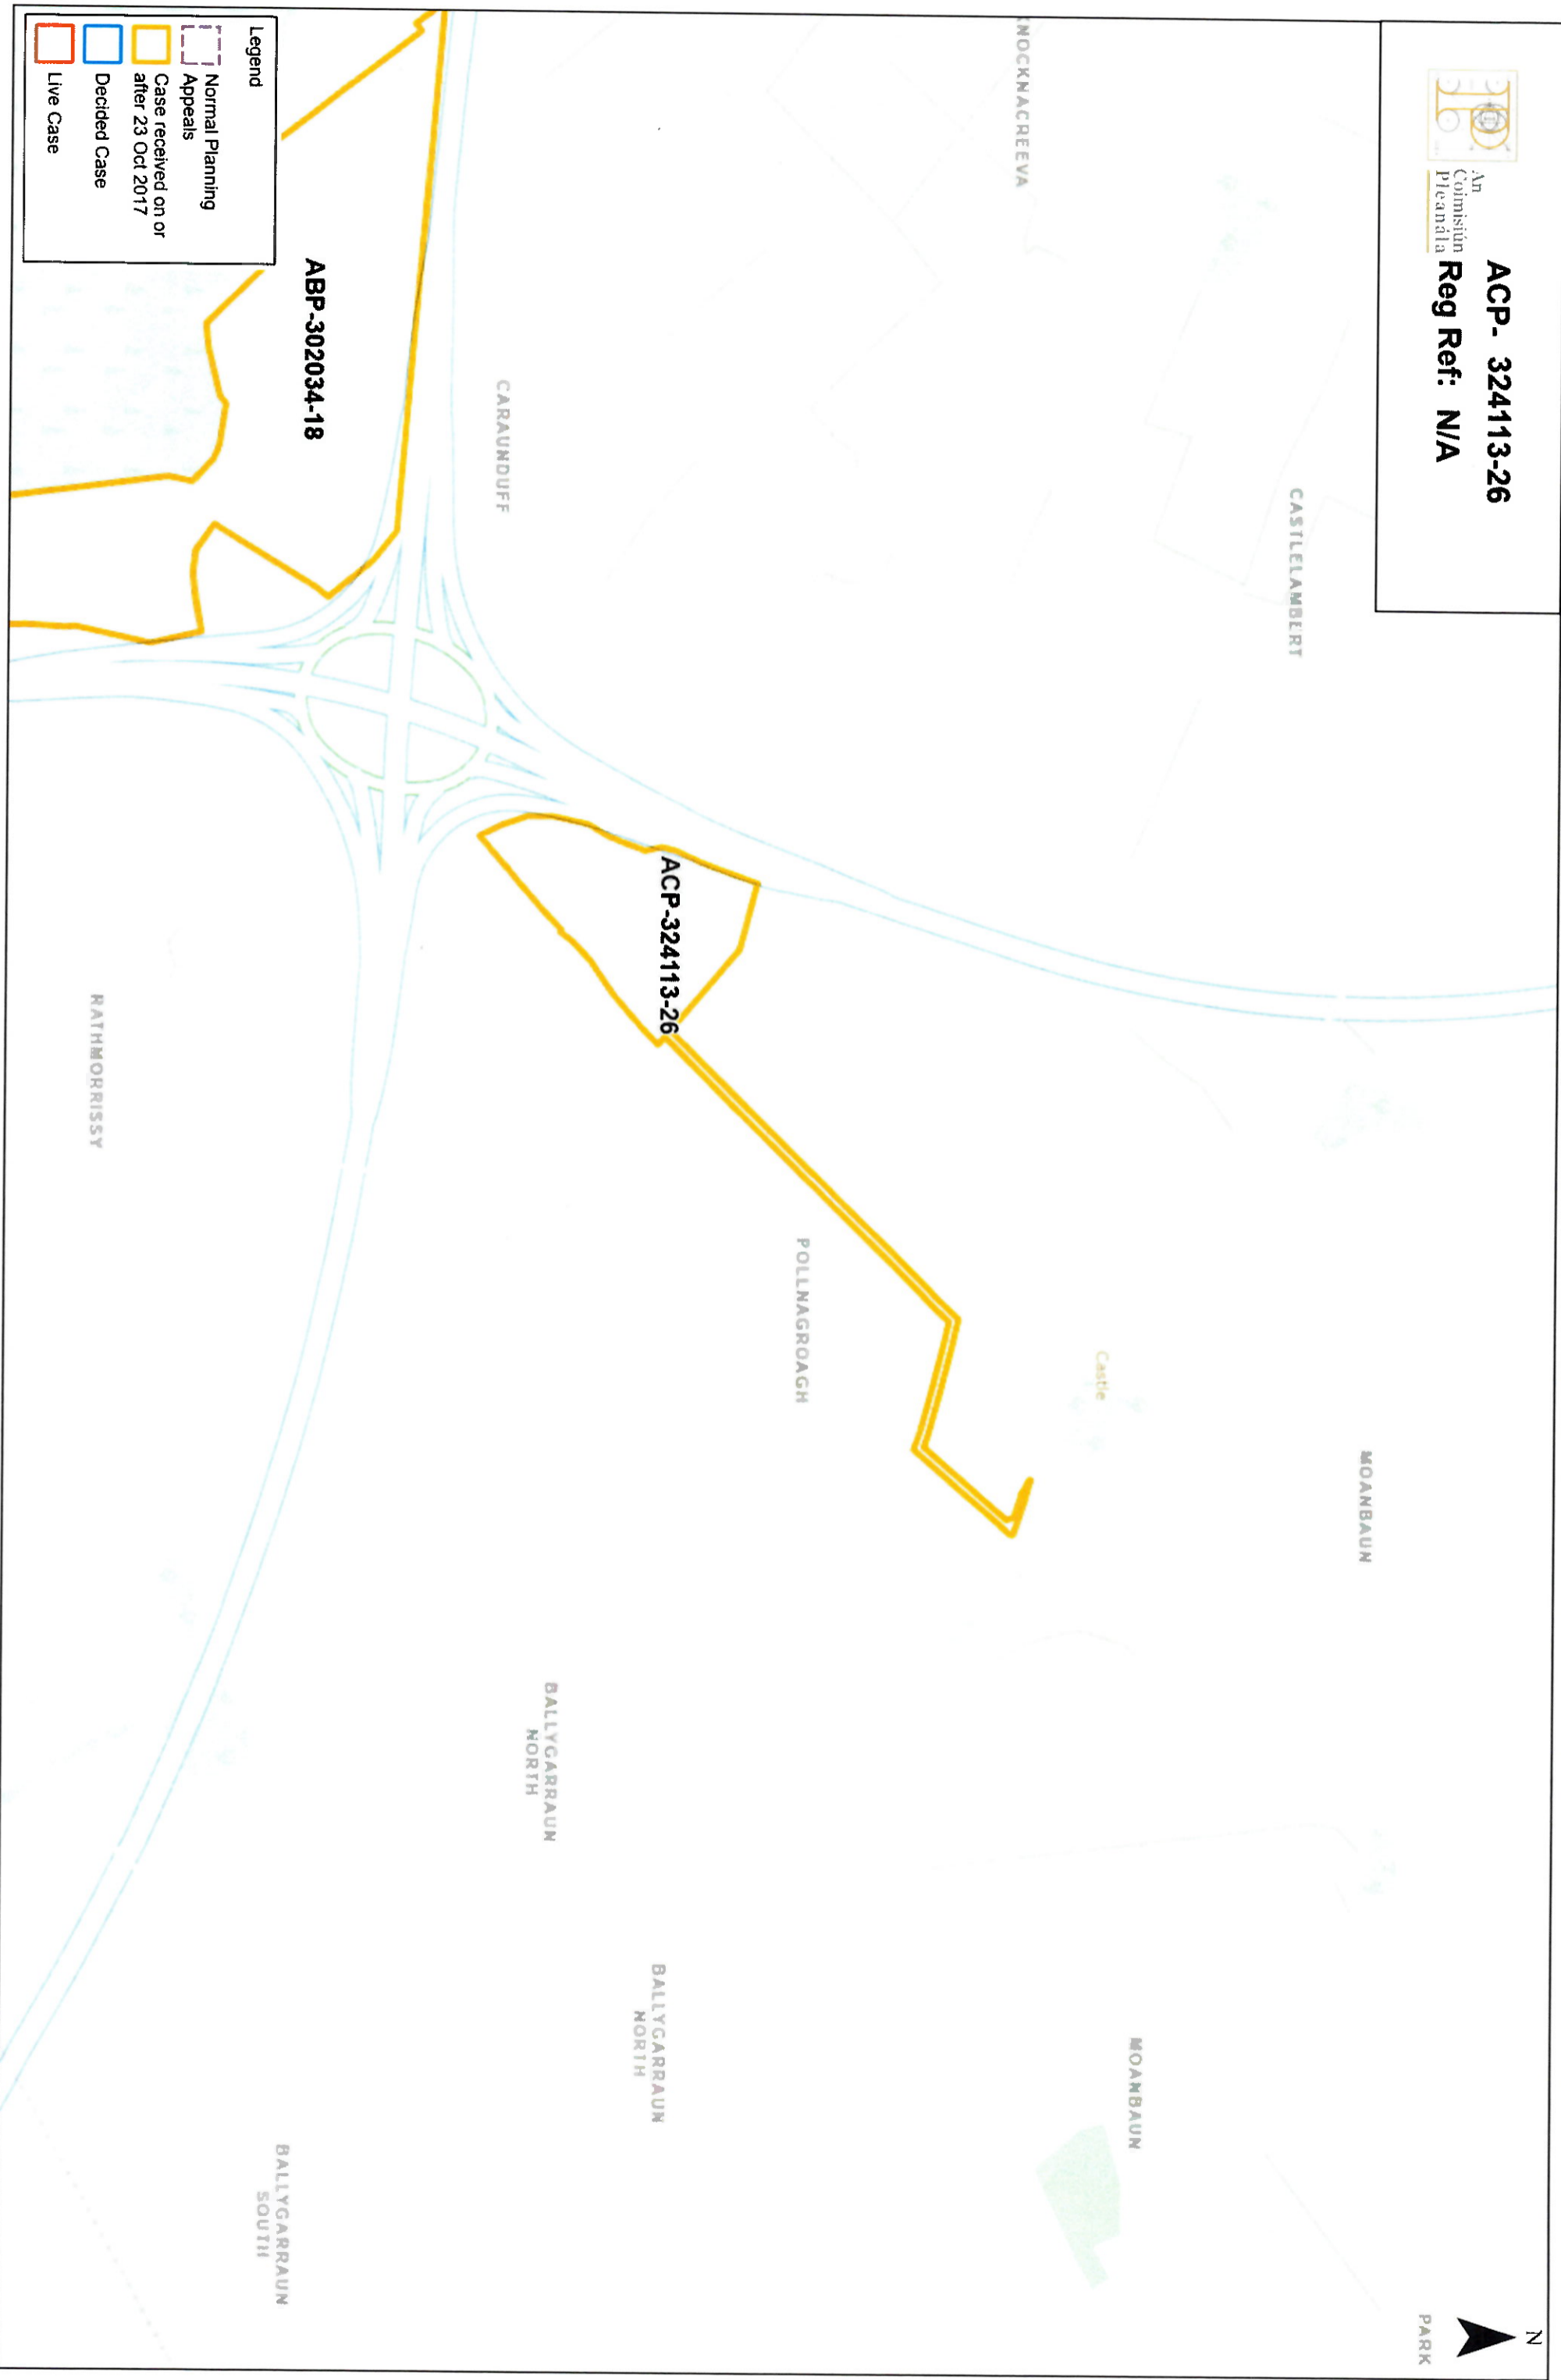 An
Coimisiún
Pleanála
ACP- 324113-26
Reg Ref: N/A
N
PARK
CASTLELAMBERT
MOANBAUN
MOANBAUN
KNOCKNACREEVA
Castle
POLLNAGROAGH
ACP-324113-26
BALLYGARRAUN
NORTH
BALLYGARRAUN
NORTH
CARAUNDUFF
ABP-302034-18
BALLYGARRAUN
SOUTH
RATHMORRISSY
Legend
Normal Planning
Appeals
Case received on or
after 23 Oct 2017
Decided Case
Live Case